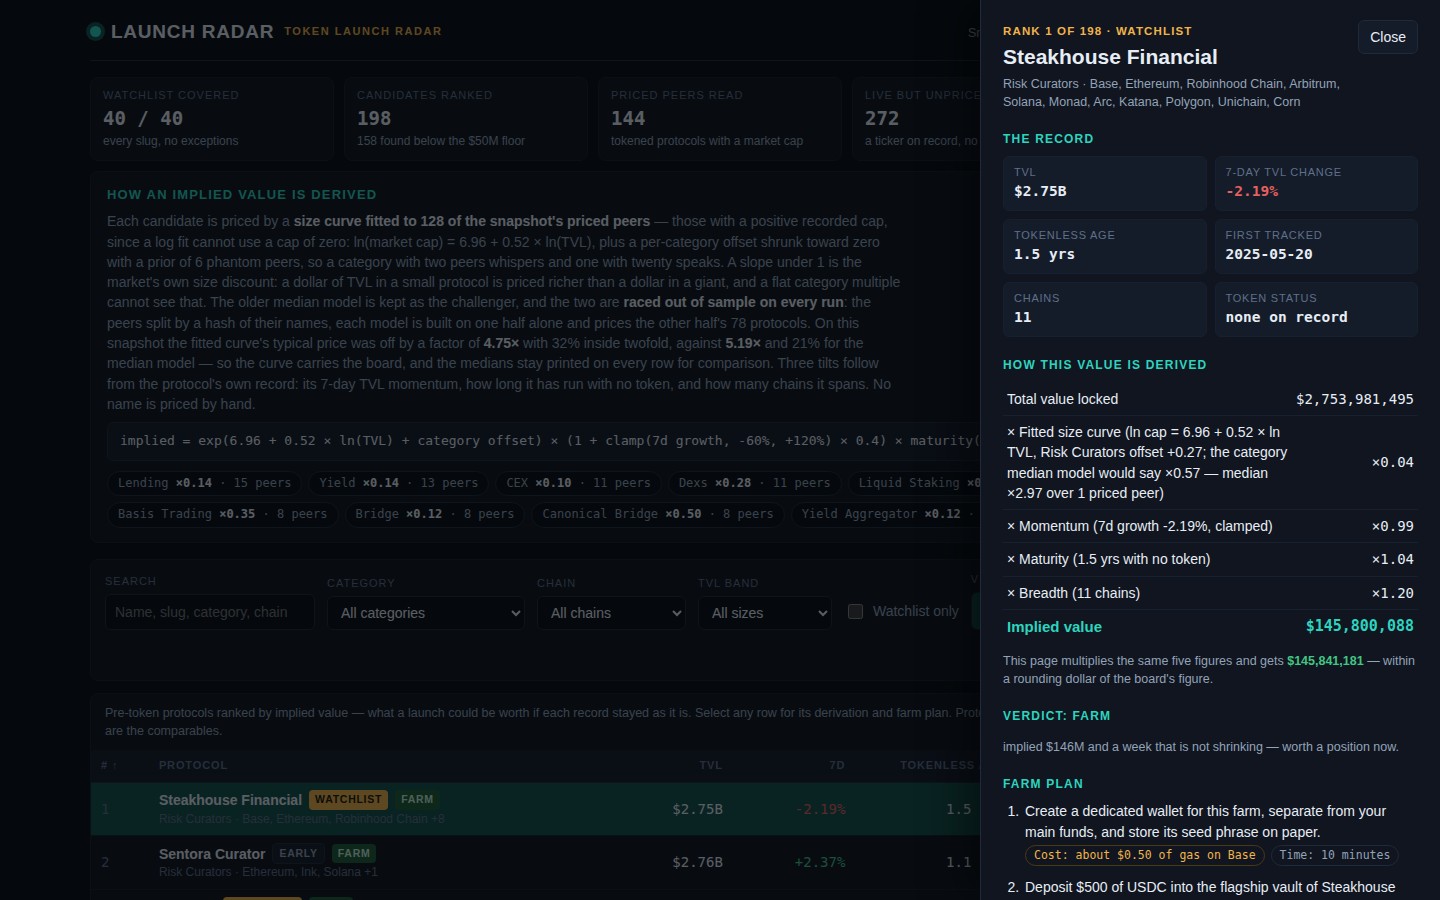 LAUNCH RADAR TOKEN LAUNCH RADAR
WATCHLIST COVERED
40 / 40
every slug, no exceptions
CANDIDATES RANKED
198
158 found below the $50M floor
PRICED PEERS READ
144
tokened protocols with a market cap
LIVE BUT UNPRICE
272
a ticker on record, no
HOW AN IMPLIED VALUE IS DERIVED
Each candidate is priced by a size curve fitted to 128 of the snapshot's priced peers — those with a positive recorded cap,
since a log fit cannot use a cap of zero: ln(market cap) = 6.96 + 0.52 × ln(TVL), plus a per-category offset shrunk toward zero
with a prior of 6 phantom peers, so a category with two peers whispers and one with twenty speaks. A slope under 1 is the
market's own size discount: a dollar of TVL in a small protocol is priced richer than a dollar in a giant, and a flat category multiple
cannot see that. The older median model is kept as the challenger, and the two are raced out of sample on every run: the
peers split by a hash of their names, each model is built on one half alone and prices the other half's 78 protocols. On this
snapshot the fitted curve's typical price was off by a factor of 4.75× with 32% inside twofold, against 5.19× and 21% for the
median model — so the curve carries the board, and the medians stay printed on every row for comparison. Three tilts follow
from the protocol's own record: its 7-day TVL momentum, how long it has run with no token, and how many chains it spans. No
name is priced by hand.
implied = exp(6.96 + 0.52 × ln(TVL) + category offset) × (1 + clamp(7d growth, -60%, +120%) × 0.4) × maturity(
Lending ×0.14 · 15 peers
Yield ×0.14 · 13 peers
CEX ×0.10 · 11 peers
Dexs ×0.28 · 11 peers
Liquid Staking ×0
Basis Trading ×0.35 · 8 peers
Bridge ×0.12 · 8 peers
Canonical Bridge ×0.50 · 8 peers
Yield Aggregator ×0.12 ·
SEARCH
Name, slug, category, chain
CATEGORY
All categories
CHAIN
All chains
TVL BAND
All sizes
Watchlist only
Pre-token protocols ranked by implied value — what a launch could be worth if each record stayed as it is. Select any row for its derivation and farm plan. Prot
are the comparables.
# ↑ PROTOCOL TVL 7D TOKENLESS
1 Steakhouse Financial WATCHLIST FARM $2.75B -2.19% 1.5
Risk Curators · Base, Ethereum, Robinhood Chain +8
2 Sentora Curator EARLY FARM $2.76B +2.37% 1.1
Risk Curators · Ethereum, Ink, Solana +1
RANK 1 OF 198 · WATCHLIST
Close
Steakhouse Financial
Risk Curators · Base, Ethereum, Robinhood Chain, Arbitrum,
Solana, Monad, Arc, Katana, Polygon, Unichain, Corn
THE RECORD
TVL
$2.75B
7-DAY TVL CHANGE
-2.19%
TOKENLESS AGE
1.5 yrs
FIRST TRACKED
2025-05-20
CHAINS
11
TOKEN STATUS
none on record
HOW THIS VALUE IS DERIVED
Total value locked $2,753,981,495
× Fitted size curve (ln cap = 6.96 + 0.52 × ln
TVL, Risk Curators offset +0.27; the category
median model would say ×0.57 — median
×2.97 over 1 priced peer)
×0.04
× Momentum (7d growth -2.19%, clamped) ×0.99
× Maturity (1.5 yrs with no token) ×1.04
× Breadth (11 chains) ×1.20
Implied value $145,800,088
This page multiplies the same five figures and gets $145,841,181 — within
a rounding dollar of the board's figure.
VERDICT: FARM
implied $146M and a week that is not shrinking — worth a position now.
FARM PLAN
1. Create a dedicated wallet for this farm, separate from your
main funds, and store its seed phrase on paper.
Cost: about $0.50 of gas on Base Time: 10 minutes
2. Deposit $500 of USDC into the flagship vault of Steakhouse